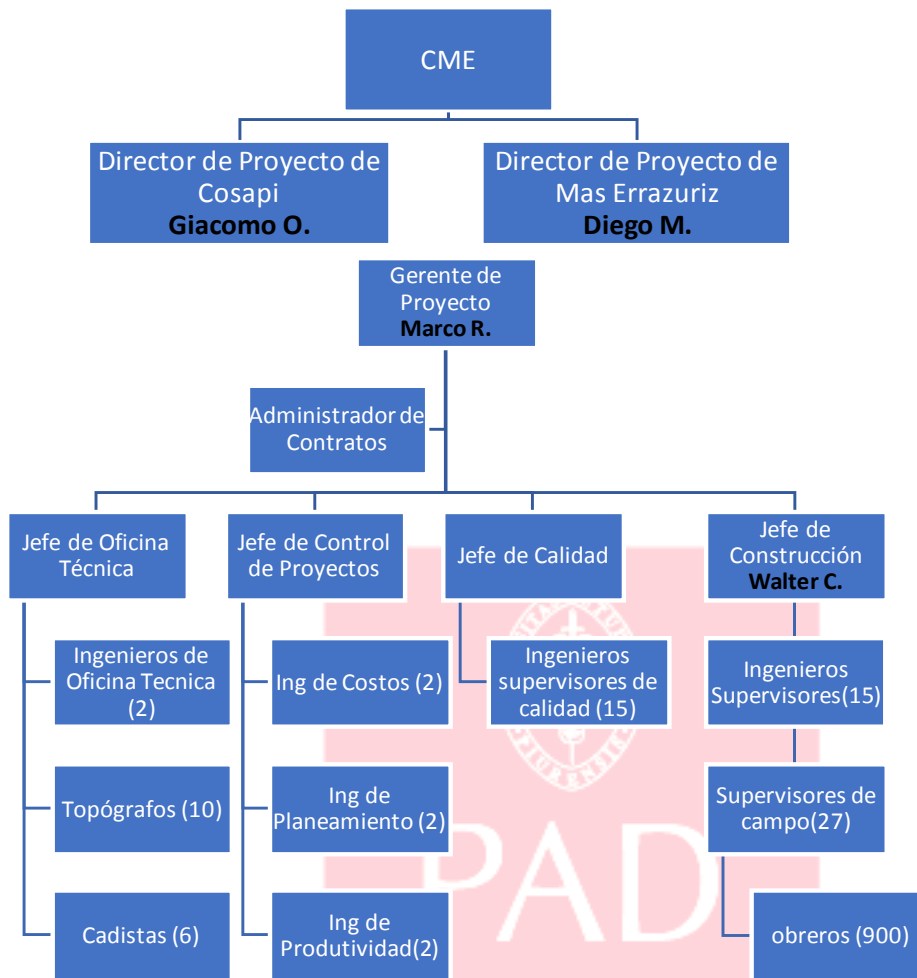 CME
Director de Proyecto de
Cosapi
Giacomo O.
Director de Proyecto de
Mas Errazuriz
Diego M.
Gerente de
Proyecto
Marco R.
Administrador de
Contratos
Jefe de Oficina
Técnica
Jefe de Control
de Proyectos
Jefe de Calidad
Jefe de
Construcción
Walter C.
Ingenieros de
Oficina Tecnica
(2)
Ing de Costos (2)
Ingenieros
supervisores de
calidad (15)
Ingenieros
Supervisores(15)
Topógrafos (10)
Ing de
Planeamiento (2)
Supervisores de
campo(27)
Cadistas (6)
Ing de
Produtividad(2)
obreros (900)
PAD